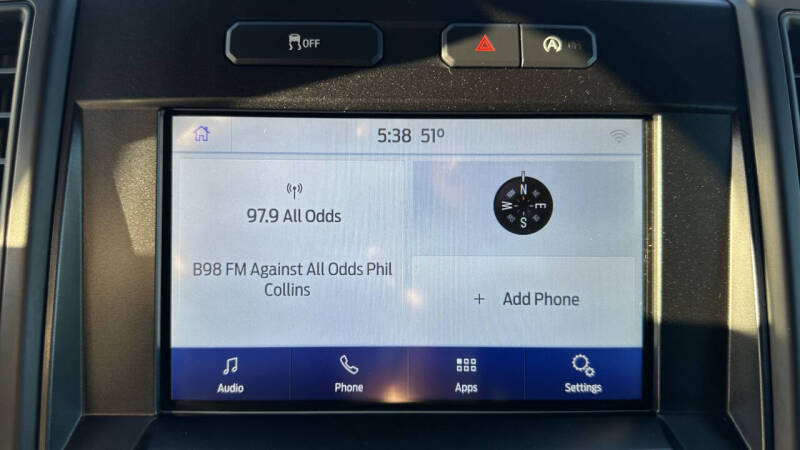 OFF
A OFF
5:38 51°
97.9 All Odds
B98 FM Against All Odds Phil
Collins
N
W E
S
+ Add Phone
Audio Phone Apps Settings